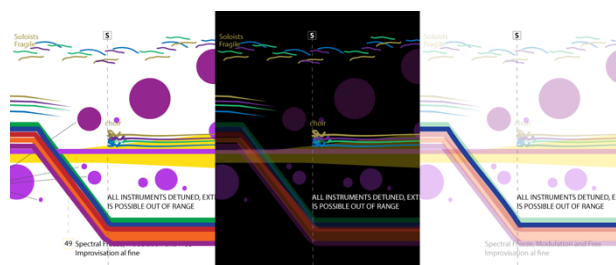 Soloists
Fragile
S
ALL INSTRUMENTS DETUNED, EXT
IS POSSIBLE OUT OF RANGE
49 Spectral
Improvisation al fine
Soloists
Fragile
S
choir
ALL INSTRUMENTS DETUNED, EXT
IS POSSIBLE OUT OF RANGE
Soloists
Fragile
S
choir
ALL INSTRUMENTS DETUNED, EXT
IS POSSIBLE OUT OF RANGE
Spectral Freeze, Modulation and Free
Improvisation al fine